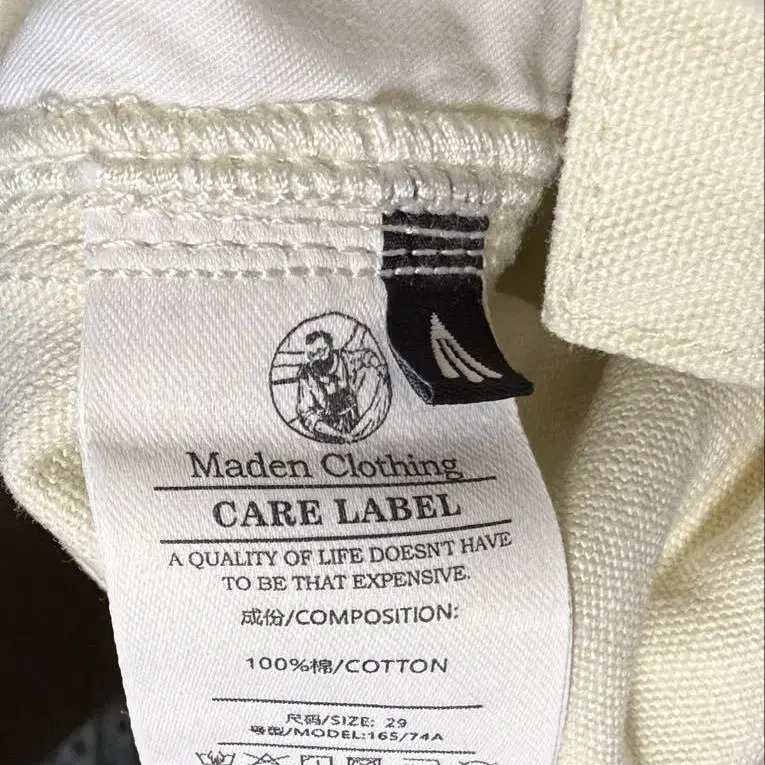 Maden Clothing
CARE LABEL
A QUALITY OF LIFE DOESN'T HAVE
TO BE THAT EXPENSIVE.
成份/COMPOSITION:
100%棉/COTTON
尺码/SIZE: 29
号型/MODEL:165/74A